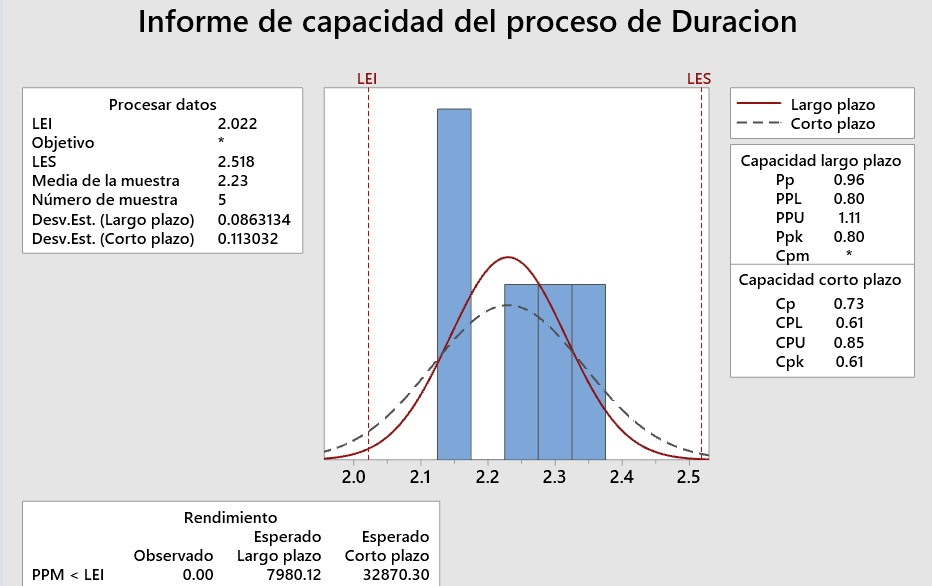 Informe de capacidad del proceso de Duracion
LEI LES
Procesar datos
LEI 2.022
Objetivo *
LES 2.518
Media de la muestra 2.23
Número de muestra 5
Desv.Est. (Largo plazo) 0.0863134
Desv.Est. (Corto plazo) 0.113032
Largo plazo
Corto plazo
Capacidad largo plazo
Pp 0.96
PPL 0.80
PPU 1.11
Ppk 0.80
Cpm *
Capacidad corto plazo
Cp 0.73
CPL 0.61
CPU 0.85
Cpk 0.61
2.0 2.1 2.2 2.3 2.4 2.5
Rendimiento
Esperado Esperado
Observado Largo plazo Corto plazo
PPM < LEI 0.00 7980.12 32870.30